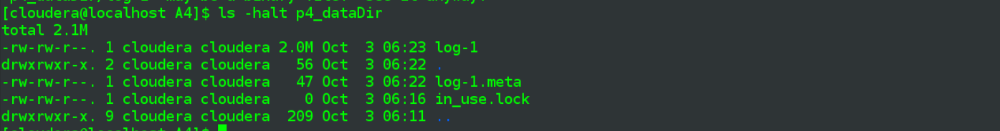 [cloudera@localhost A4]$ ls -halt p4_dataDir
total 2.1M
-rw-rw-r--. 1 cloudera cloudera 2.0M Oct  3 06:23 log-1
drwxrwxr-x. 2 cloudera cloudera   56 Oct  3 06:22 .
-rw-rw-r--. 1 cloudera cloudera   47 Oct  3 06:22 log-1.meta
-rw-rw-r--. 1 cloudera cloudera    0 Oct  3 06:16 in_use.lock
drwxrwxr-x. 9 cloudera cloudera  209 Oct  3 06:11 ..
[cloudera@localhost A4]$